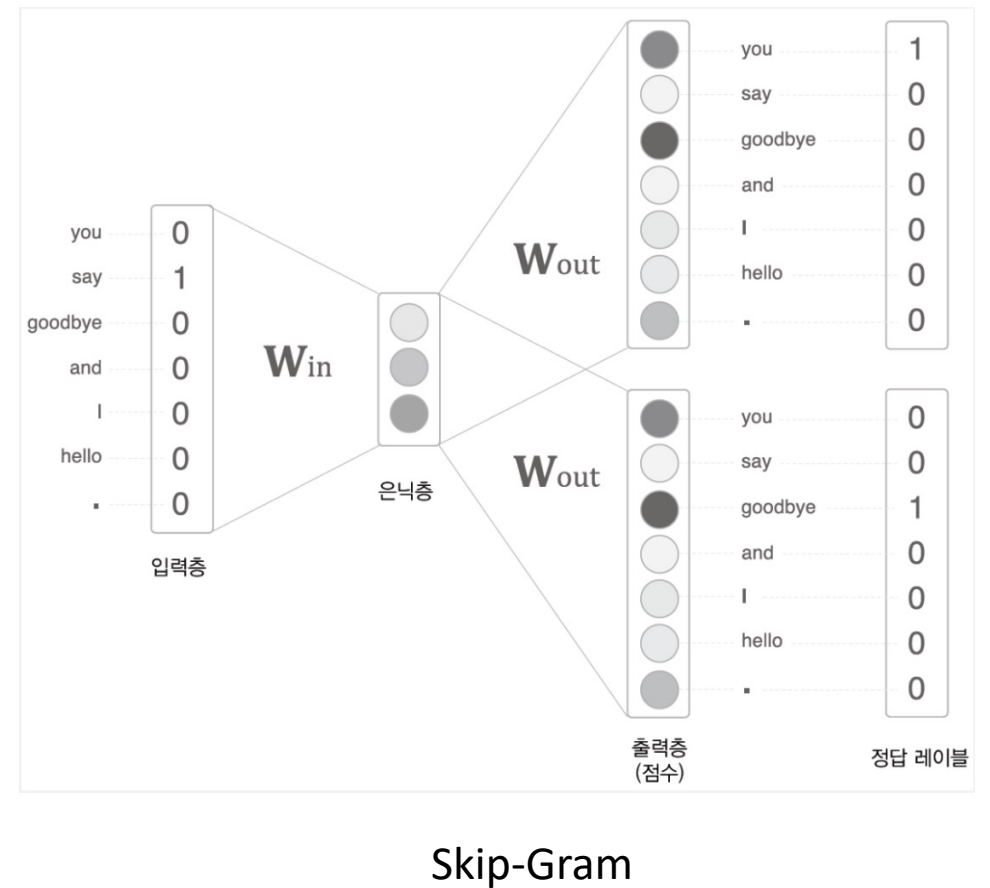 you 0
say 1
goodbye 0
and 0
I 0
hello 0
. 0
입력층
Win
은닉층
Wout
you 1
say 0
goodbye 0
and 0
I 0
hello 0
. 0
Wout
you 0
say 0
goodbye 1
and 0
I 0
hello 0
. 0
출력층
(점수)
정답 레이블
Skip-Gram